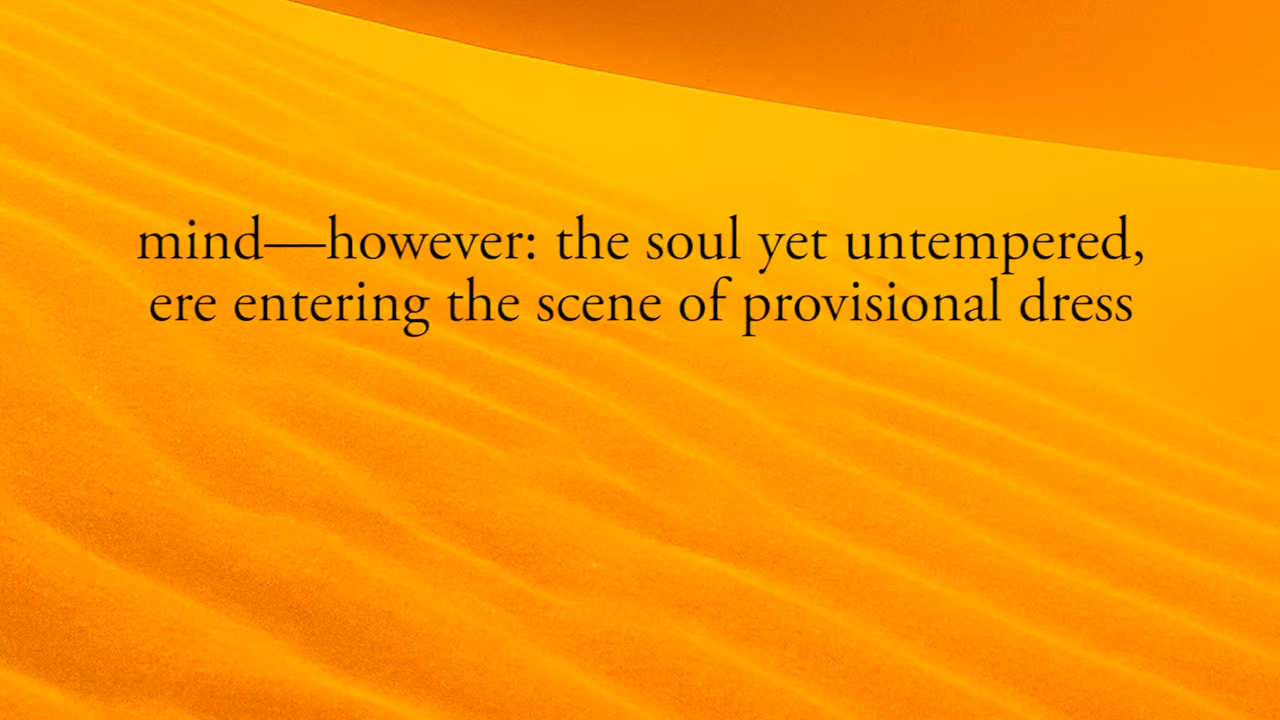 mind—however: the soul yet untempered,
ere entering the scene of provisional dress